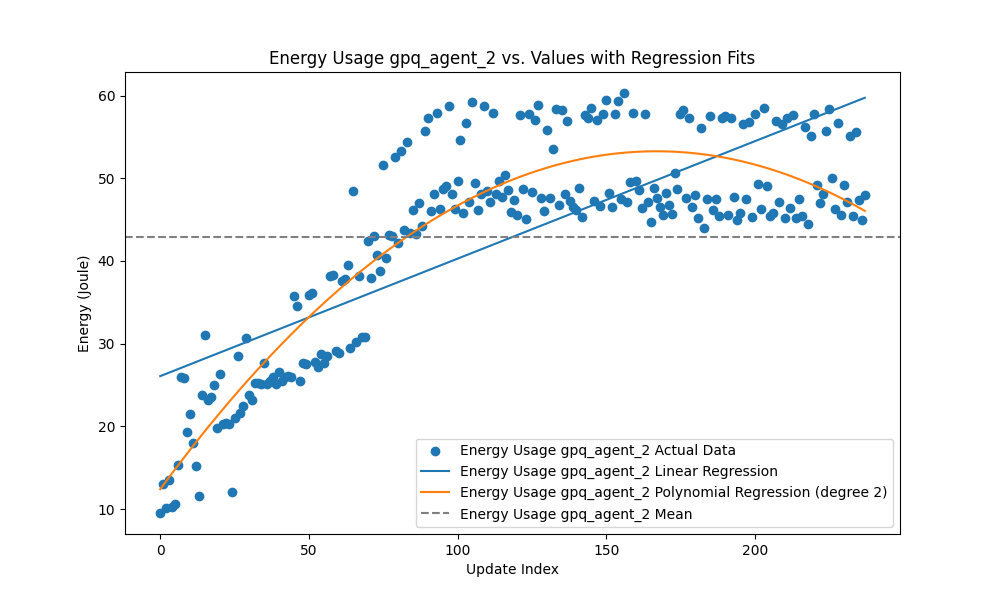 Energy Usage gpq_agent_2 vs. Values with Regression Fits
60
50
40
30
20
10
Energy (Joule)
Energy Usage gpq_agent_2 Actual Data
Energy Usage gpq_agent_2 Linear Regression
Energy Usage gpq_agent_2 Polynomial Regression (degree 2)
Energy Usage gpq_agent_2 Mean
0 50 100 150 200
Update Index